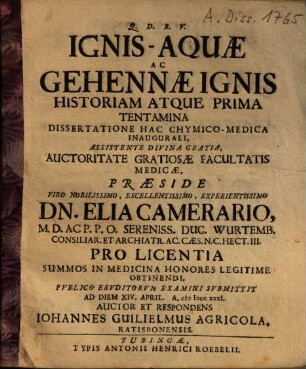 A. Diss. 1765
Q. D. B. V.
IGNIS-AQUÆ
AC
GEHENNÆ IGNIS
HISTORIAM ATQUE PRIMA
TENTAMINA
DISSERTATIONE HAC CHYMICO-MEDICA
INAUGURALI,
ASSISTENTE DIVINA GRATIA,
AUCTORITATE GRATIOSÆ FACULTATIS
MEDICÆ,
PRÆSIDE
VIRO NOBILISSIMO, EXCELLENTISSIMO, EXPERIENTISSIMO
DN. ELIA CAMERARIO,
M. D. AC P. P. O. SERENISS. DUC. WURTEMB.
CONSILIAR. ET ARCHIATR. AC. CÆS. N. C. HECT. III.
PRO LICENTIA
SUMMOS IN MEDICINA HONORES LEGITIME
OBTINENDI,
PUBLICO ERUDITORUM EXAMINI SUBMITTIT
AD DIEM XIV. APRIL. A. cIɔ Iɔcc xxxI.
AUCTOR ET RESPONDENS
IOHANNES GUILIELMUS AGRICOLA,
RATISBONENSIS.
TUBINGÆ,
TYPIS ANTONII HENRICI ROEBELII.